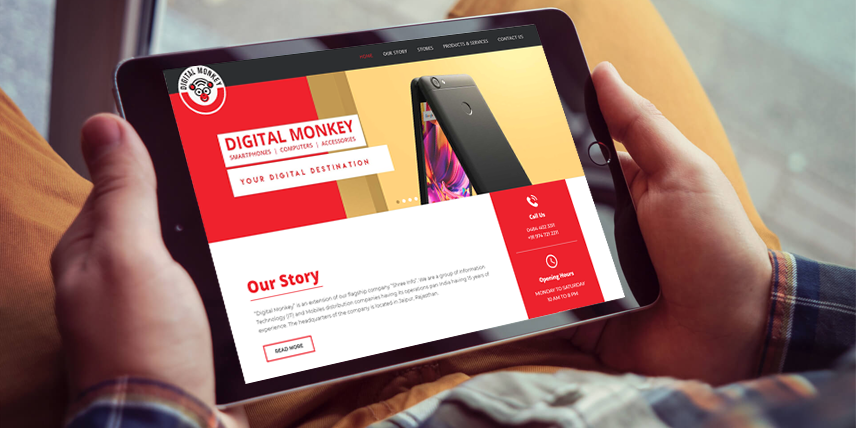 DIGITAL MONKEY
HOME OUR STORY STORES PRODUCTS & SERVICES CONTACT US
DIGITAL MONKEY
SMARTPHONES | COMPUTERS | ACCESSORIES
YOUR DIGITAL DESTINATION
Our Story
"Digital Monkey" is an extension of our flagship company "Shree Info". We are a group of Information
Technology (IT) and Mobiles distribution companies having its operations pan India having 15 years of
experience. The headquarters of the company is located in Jaipur, Rajasthan.
READ MORE
Call Us
Opening Hours
MONDAY TO SATURDAY
10 AM TO 8 PM